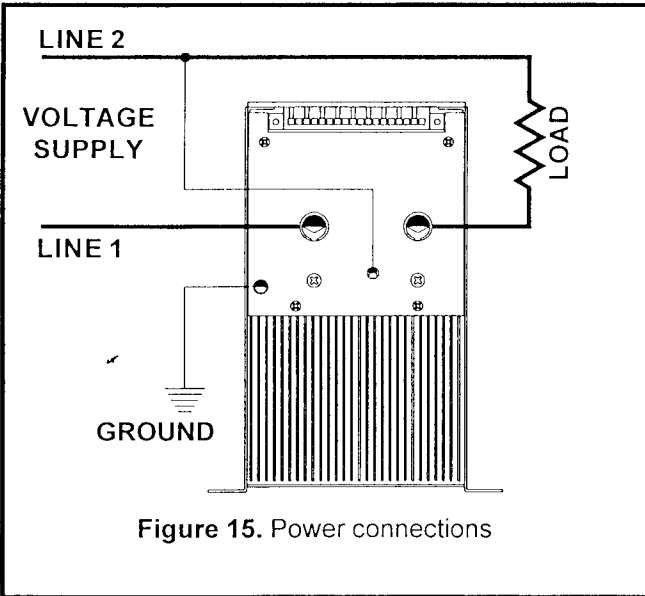 LINE 2
VOLTAGE
SUPPLY
LOAD
LINE 1
GROUND
Figure 15. Power connections